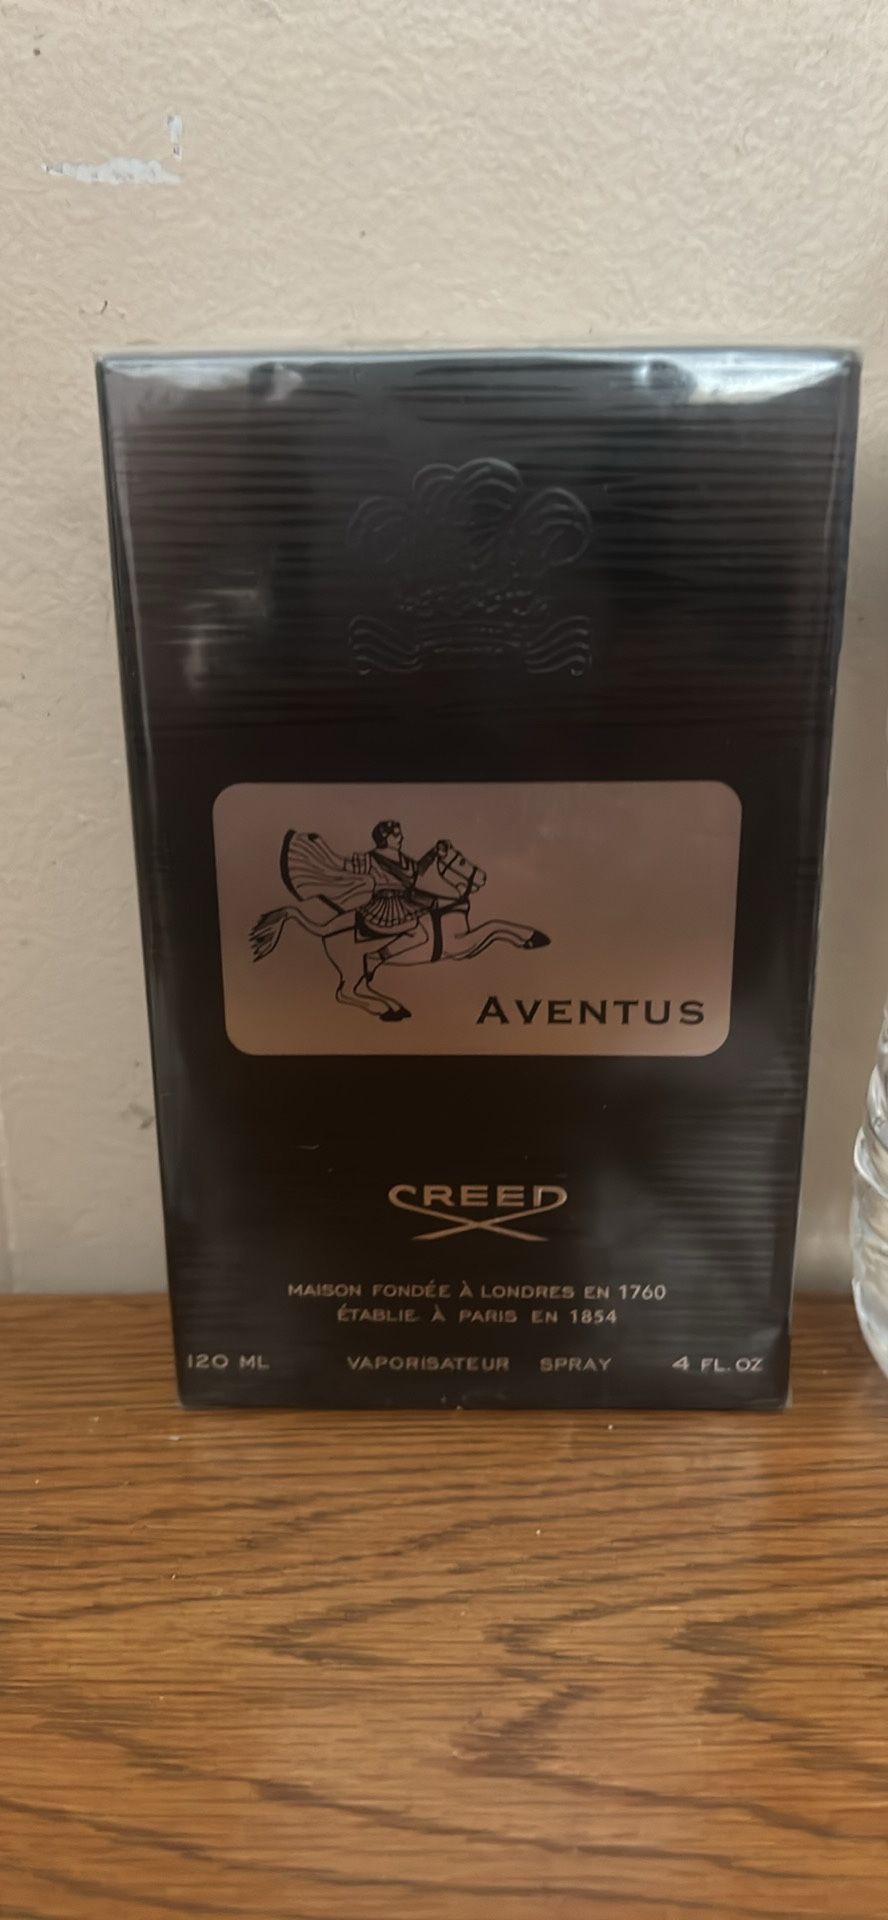 AVENTUS
CREED
MAISON FONDÉE À LONDRES EN 1760
ÉTABLIE À PARIS EN 1854
120 ML VAPORISATEUR SPRAY 4 FL. OZ